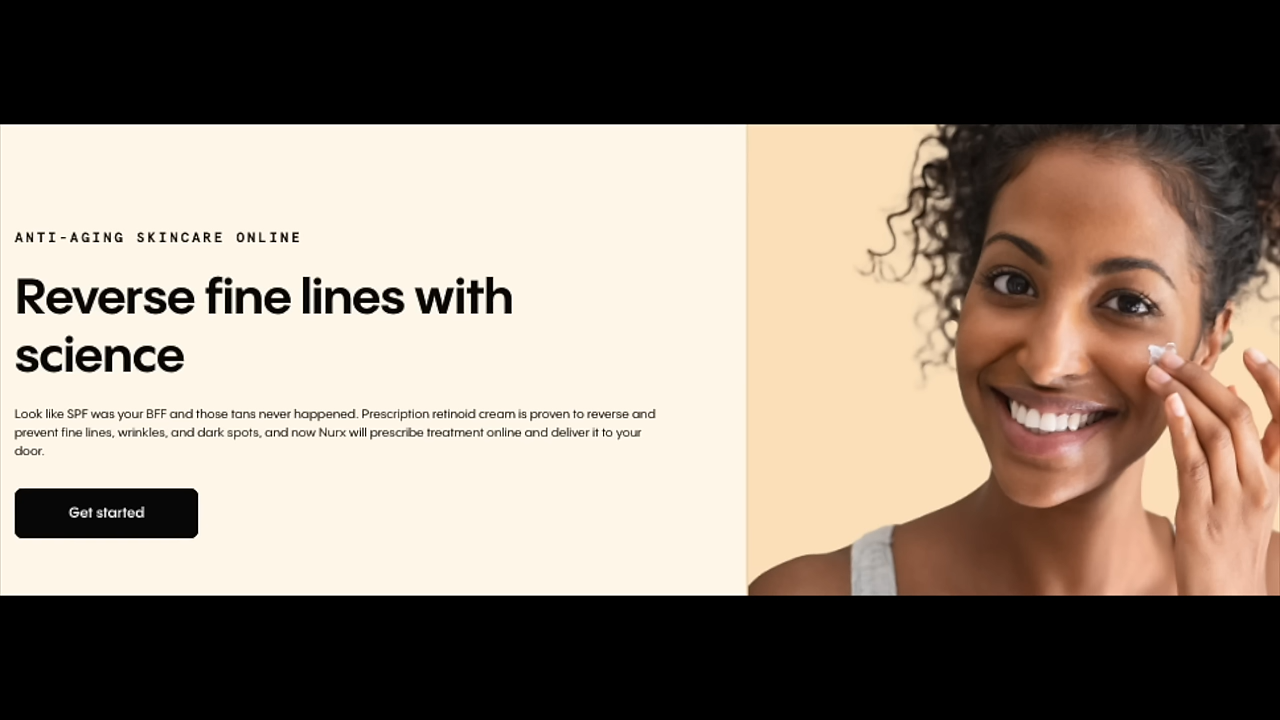 ANTI-AGING SKINCARE ONLINE
Reverse fine lines with
science
Look like SPF was your BFF and those tans never happened. Prescription retinoid cream is proven to reverse and
prevent fine lines, wrinkles, and dark spots, and now Nurx will prescribe treatment online and deliver it to your
door.
Get started